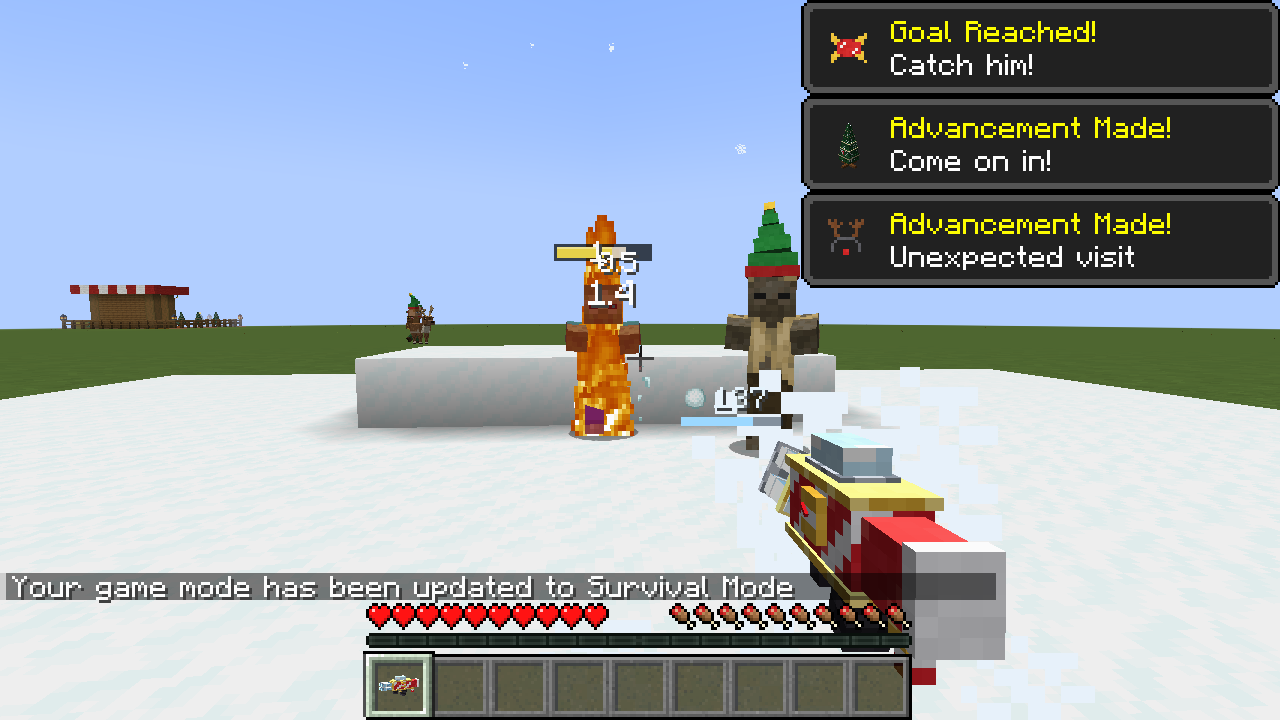 Goal Reached!
Catch him!
Advancement Made!
Come on in!
Advancement Made!
Unexpected visit
1.4
137
Your game mode has been updated to Survival Mode